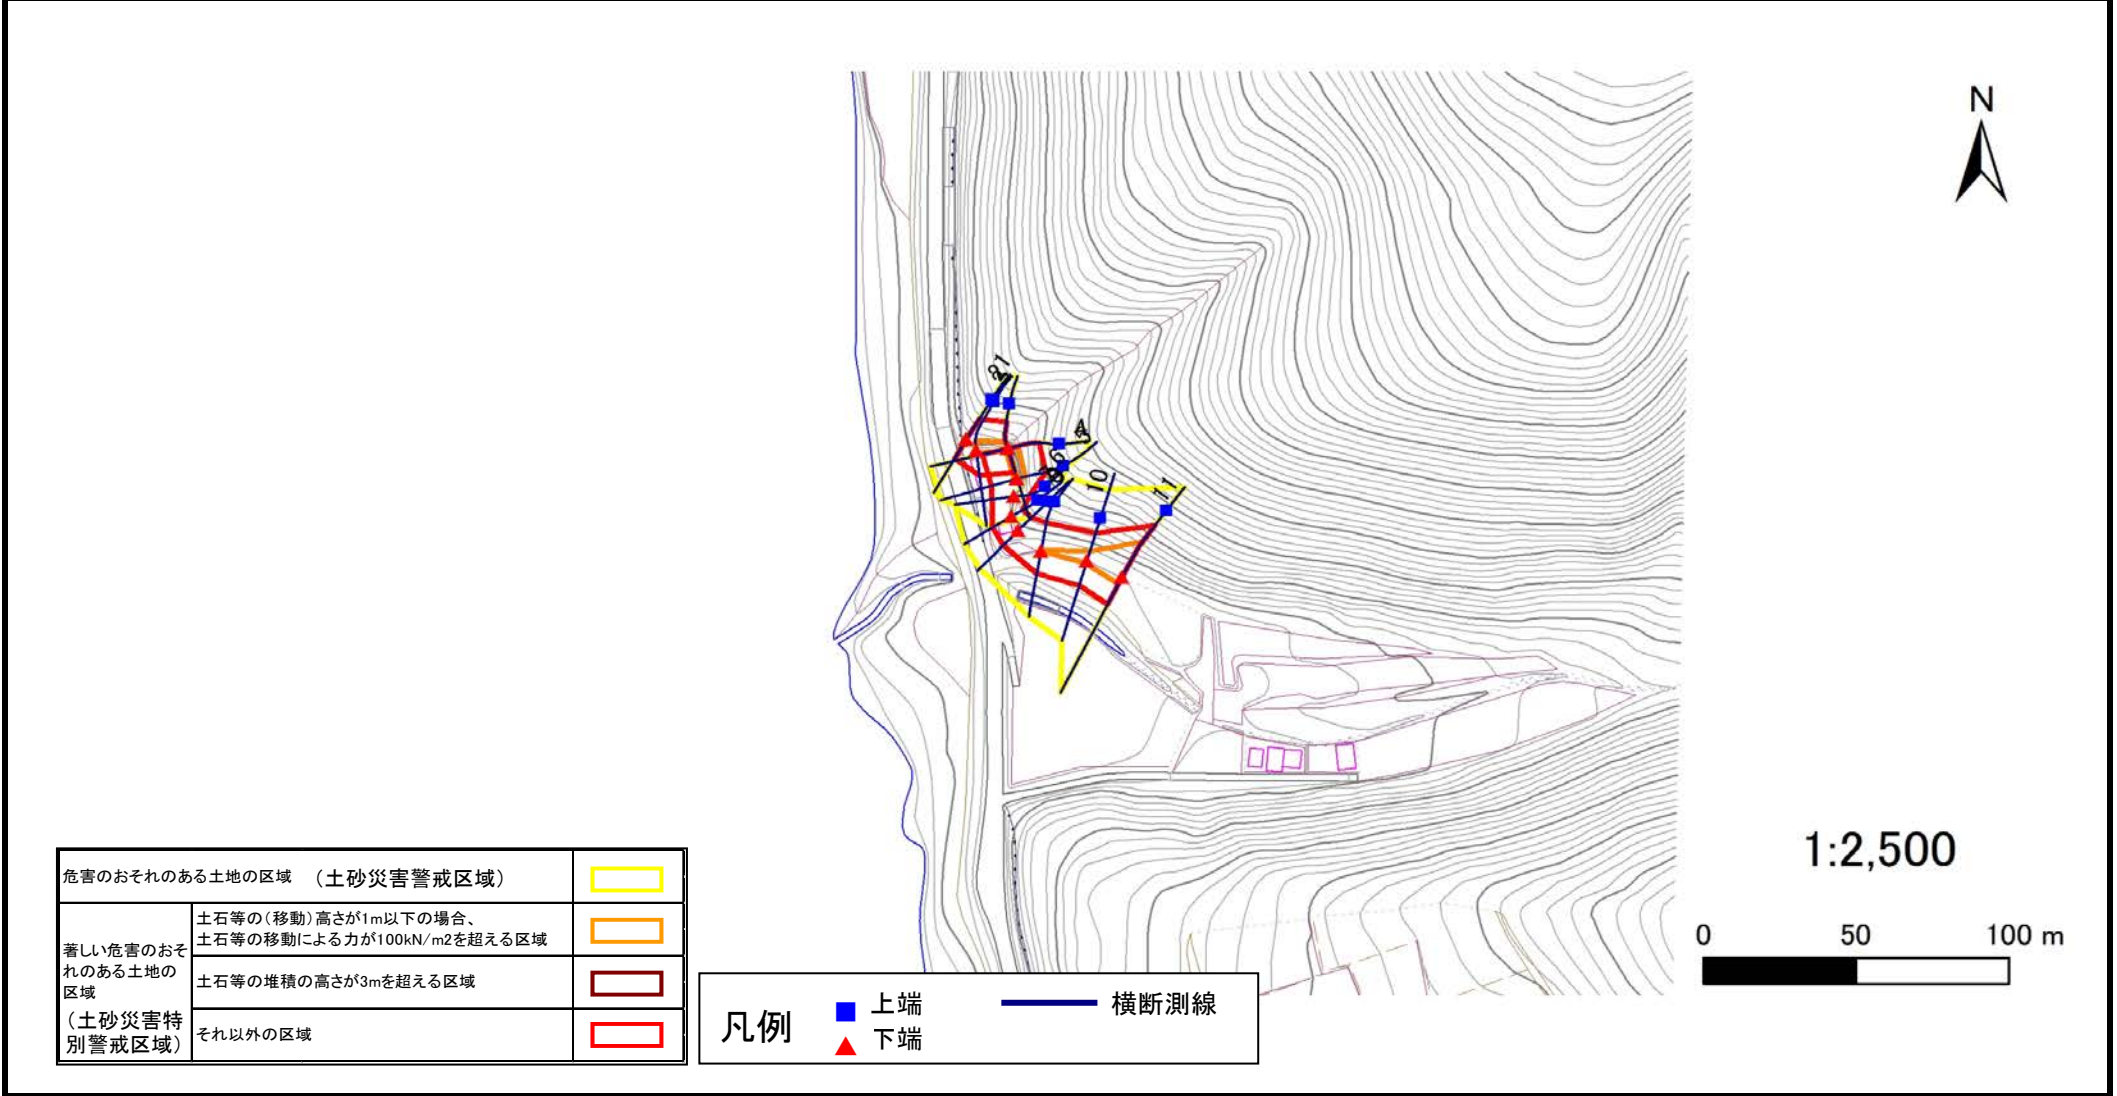 N
2 1
4
6
10
11
1:2,500
0 50 100 m
危害のおそれのある土地の区域 (土砂災害警戒区域)
著しい危害のおそれのある土地の区域
(土砂災害特別警戒区域)
土石等の(移動)高さが1m以下の場合、
土石等の移動による力が100kN/m2を超える区域
土石等の堆積の高さが3mを超える区域
それ以外の区域
凡例
上端
下端
横断測線